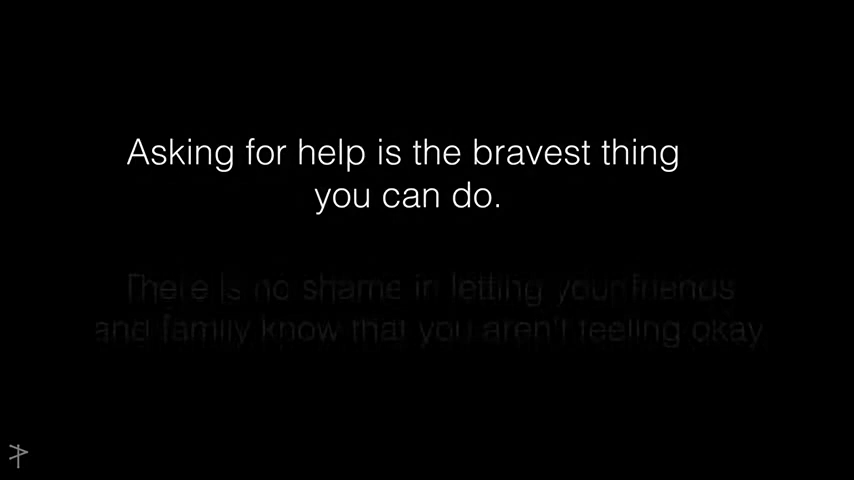 Asking for help is the bravest thing
you can do.
There is no shame in letting your friends
and family know that you aren't feeling okay